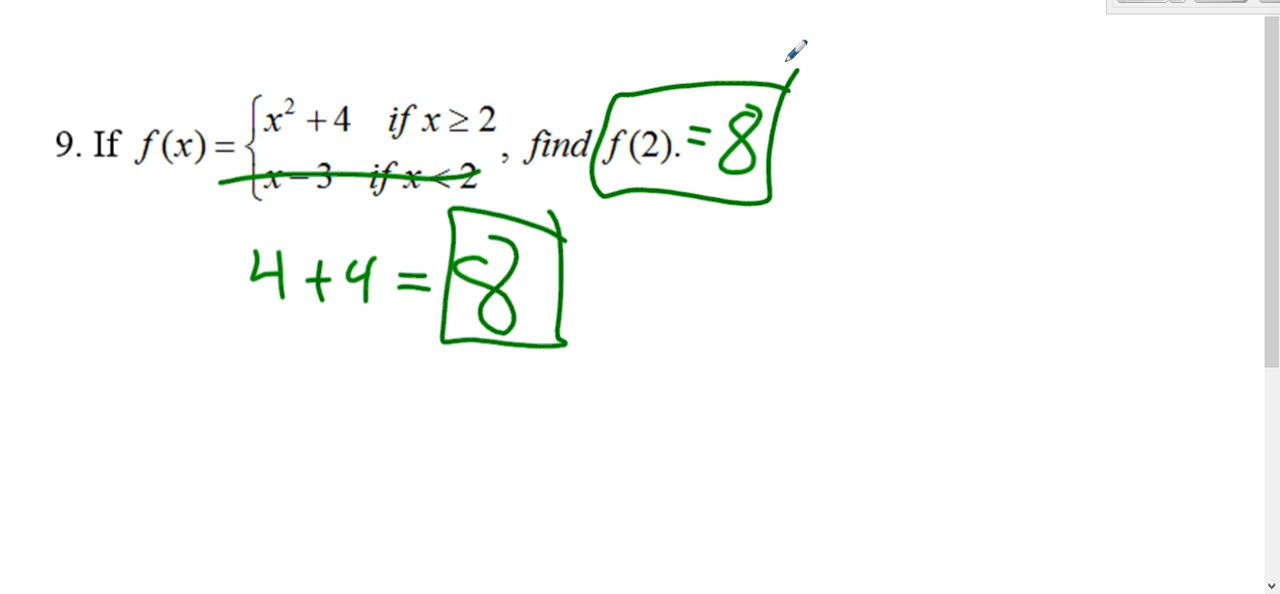 9. If f(x) = { x² + 4 if x ≥ 2 , find f(2). = 8
x − 3 if x < 2
4 + 4 = 8